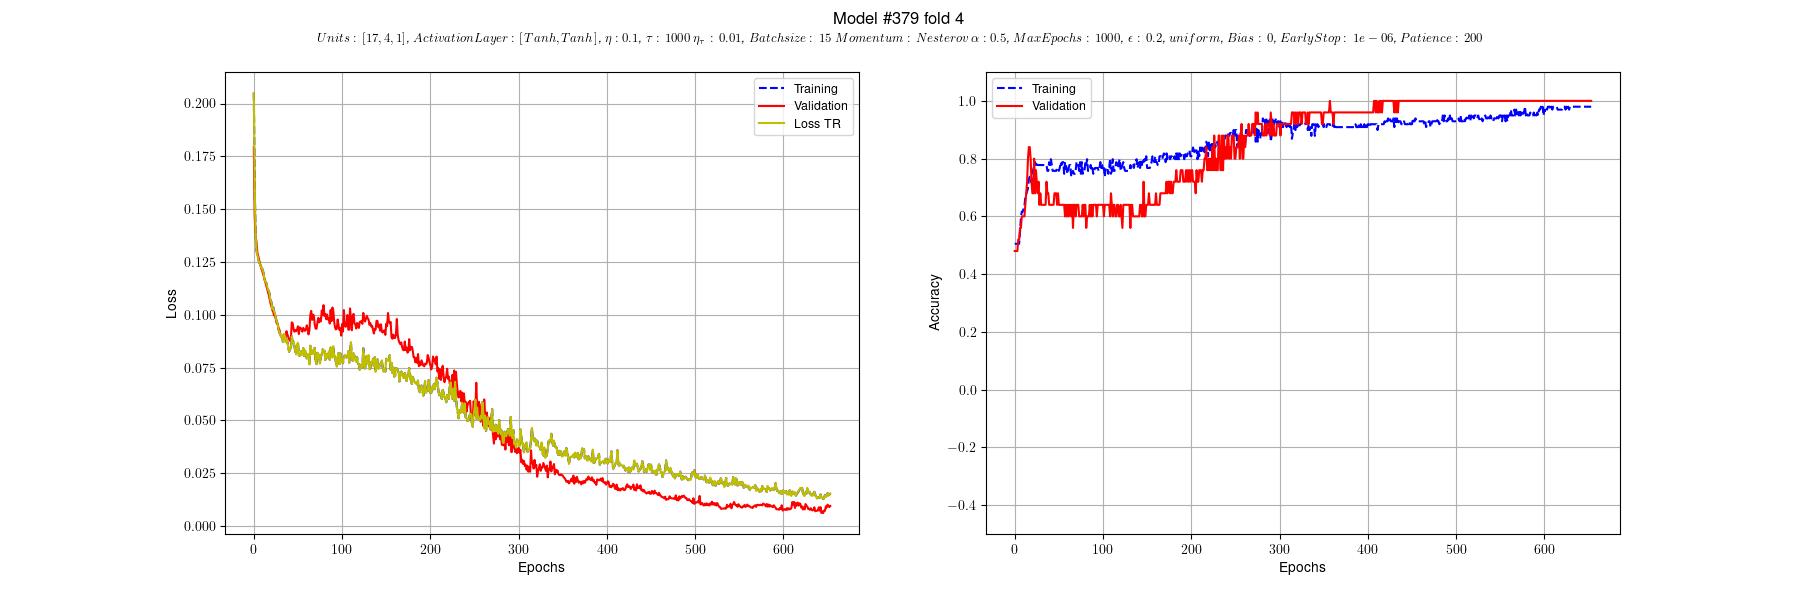 Model #379 fold 4
Units : [17, 4, 1], ActivationLayer : [Tanh, Tanh], η : 0.1, τ : 1000 ητ : 0.01, Batchsize : 15 Momentum : Nesterov α : 0.5, MaxEpochs : 1000, ϵ : 0.2, uniform, Bias : 0, EarlyStop : 1e − 06, Patience : 200
Training
Validation
Loss TR
0.200
0.175
0.150
0.125
0.100
0.075
0.050
0.025
0.000
Loss
0 100 200 300 400 500 600
Epochs
Training
Validation
1.0
0.8
0.6
0.4
0.2
0.0
−0.2
−0.4
Accuracy
0 100 200 300 400 500 600
Epochs